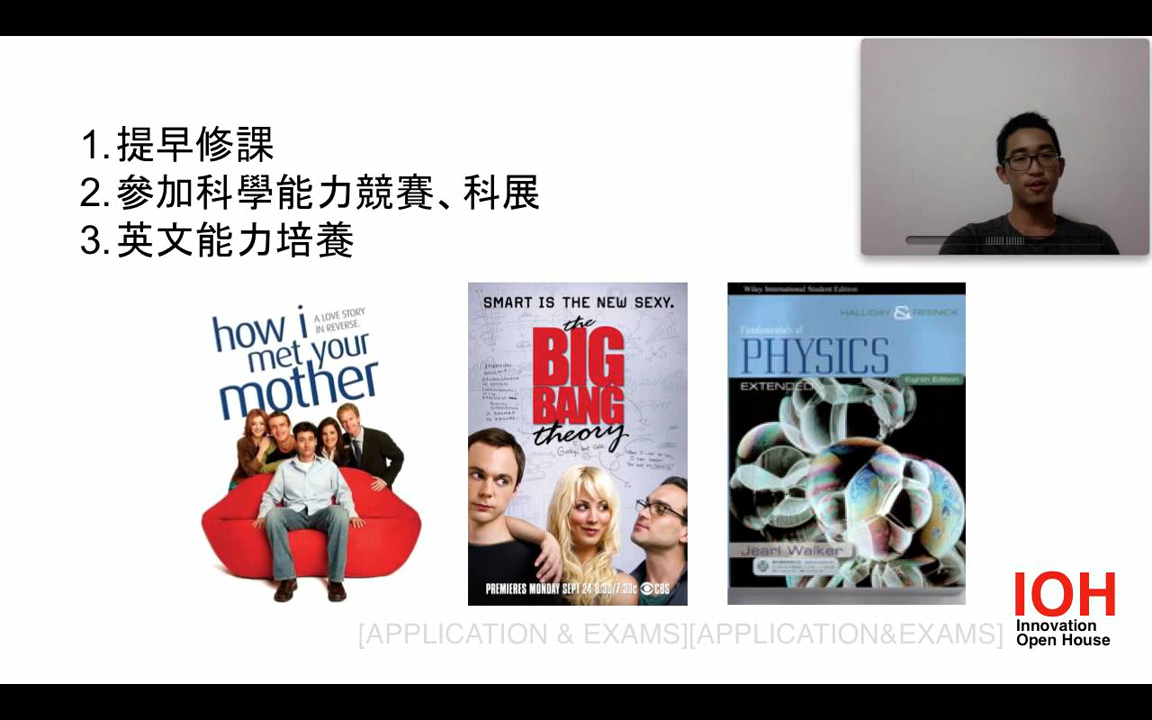 1. 提早修課
2. 參加科學能力競賽、科展
3. 英文能力培養
how i
A LOVE STORY
IN REVERSE.
met your
mother
SMART IS THE NEW SEXY.
the
BIG
BANG
theory
PREMIERES MONDAY SEPT 24 8:30/7:30c CBS
Wiley International Student Edition
HALLIDAY & RESNICK
Fundamentals of
PHYSICS
EXTENDED
Eighth Edition
Jearl Walker
[APPLICATION & EXAMS][APPLICATION&EXAMS]
IOH
Innovation
Open House